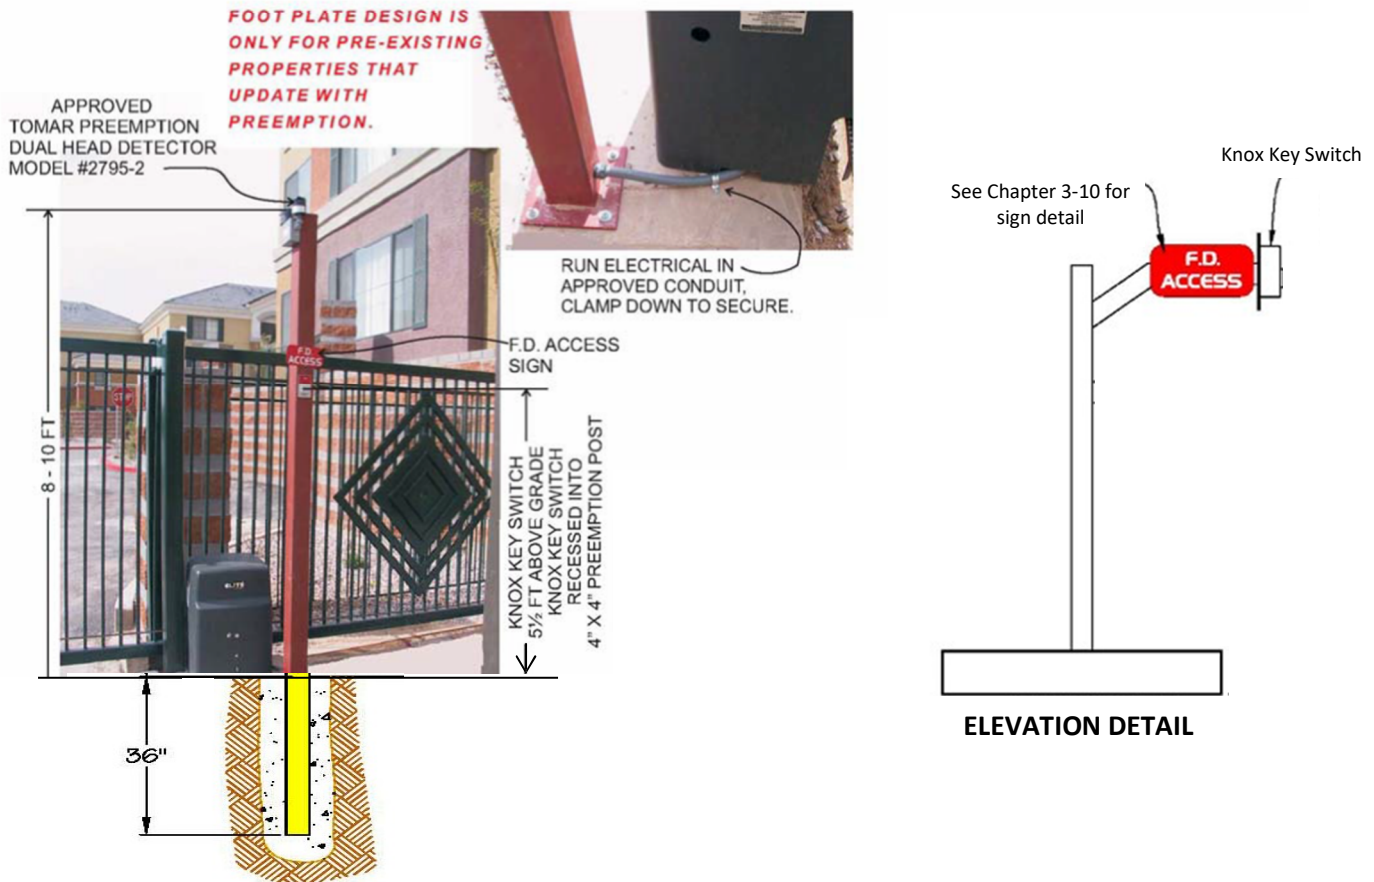 FOOT PLATE DESIGN IS
ONLY FOR PRE-EXISTING
PROPERTIES THAT
UPDATE WITH
PREEMPTION.
APPROVED
TOMAR PREEMPTION
DUAL HEAD DETECTOR
MODEL #2795-2
RUN ELECTRICAL IN
APPROVED CONDUIT,
CLAMP DOWN TO SECURE.
F.D. ACCESS
SIGN
F.D.
ACCESS
STOP
8 - 10 FT
KNOX KEY SWITCH
5½ FT ABOVE GRADE
KNOX KEY SWITCH
RECESSED INTO
4" X 4" PREEMPTION POST
ELITE
36"
Knox Key Switch
See Chapter 3-10 for
sign detail
F.D.
ACCESS
ELEVATION DETAIL